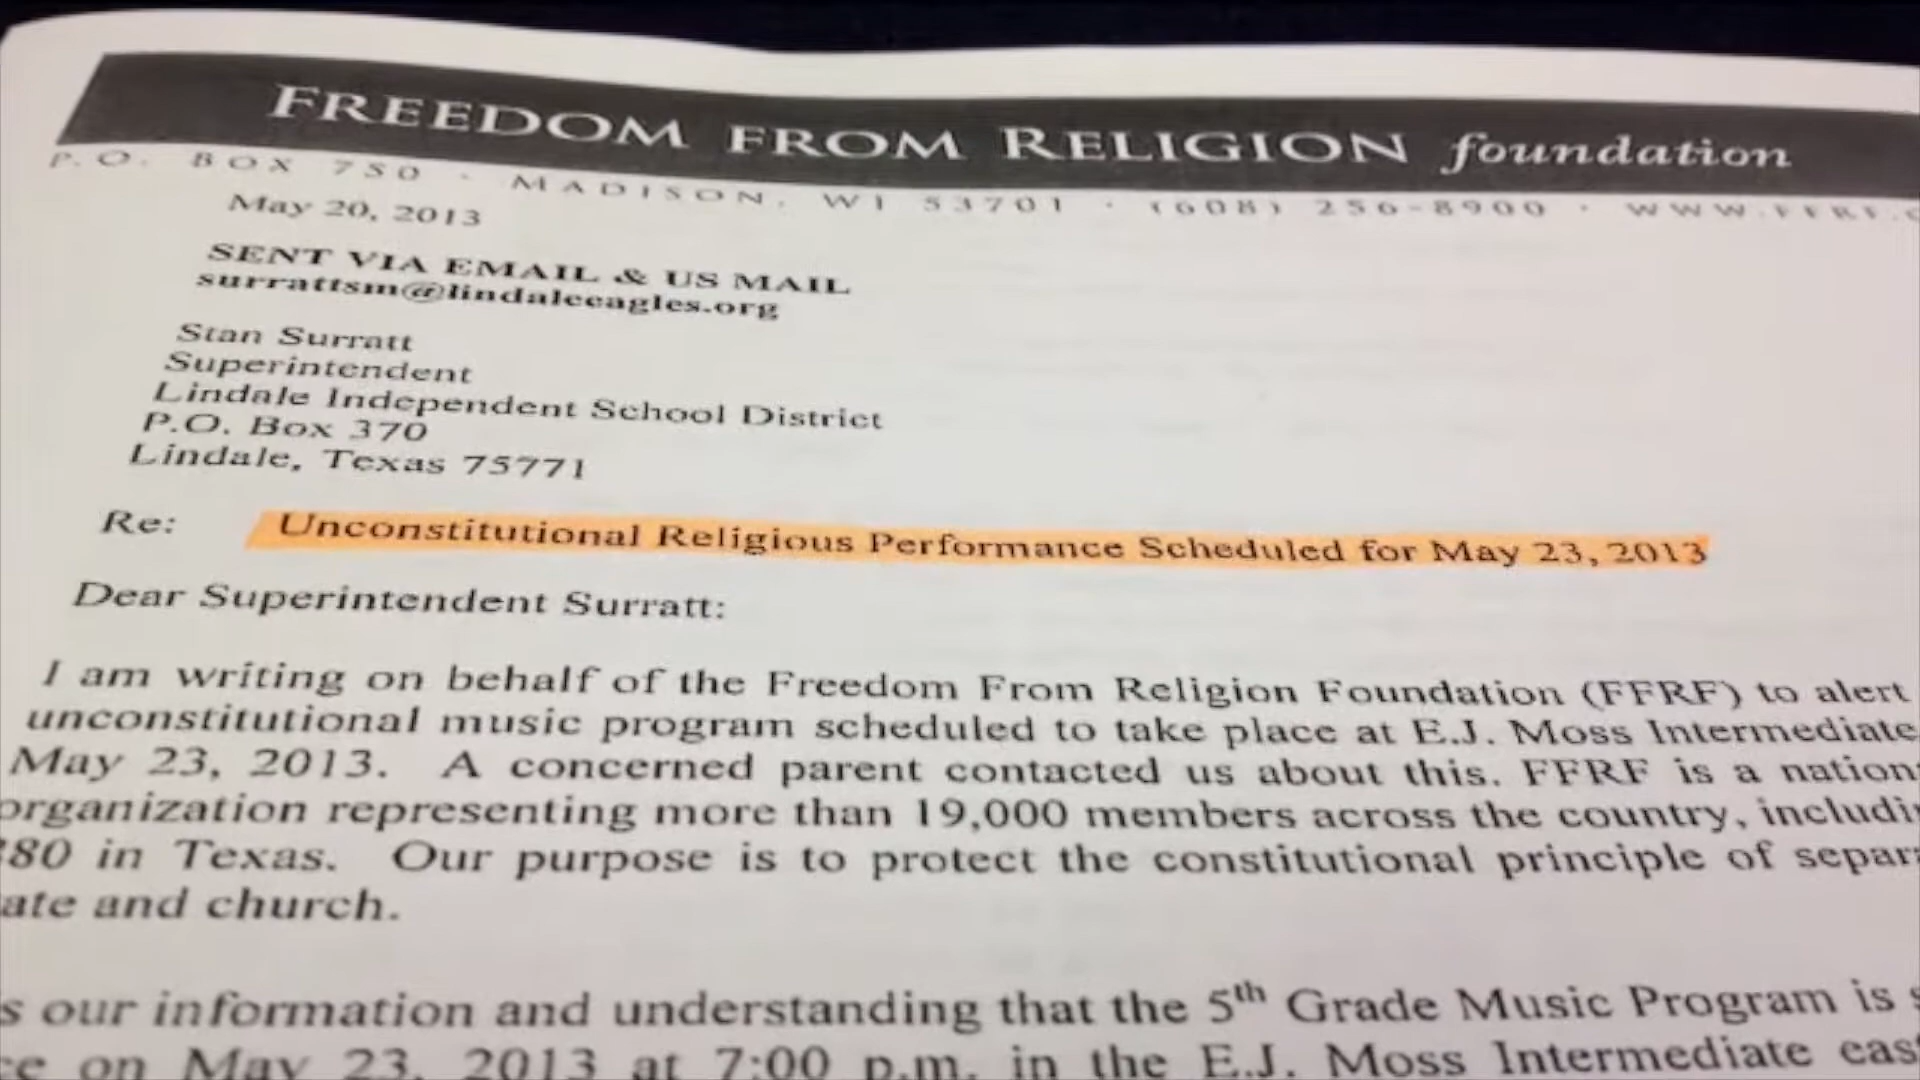 FREEDOM FROM RELIGION foundation
P.O. BOX 750 · MADISON, WI 53701 · (608) 256-8900 ·
May 20, 2013
SENT VIA EMAIL & US MAIL
surrattsm@lindaleeagles.org
Stan Surratt
Superintendent
Lindale Independent School District
P.O. Box 370
Lindale, Texas 75771
Re: Unconstitutional Religious Performance Scheduled for May 23, 2013
Dear Superintendent Surratt:
I am writing on behalf of the Freedom From Religion Foundation (FFRF) to alert
unconstitutional music program scheduled to take place at E.J. Moss Intermediate
May 23, 2013. A concerned parent contacted us about this. FFRF is a nation
organization representing more than 19,000 members across the country, includi
80 in Texas. Our purpose is to protect the constitutional principle of separa
ate and church.
s our information and understanding that the 5th Grade Music Program is s
ce on May 23, 2013 at 7:00 p.m. in the E.J. Moss Intermediate eas